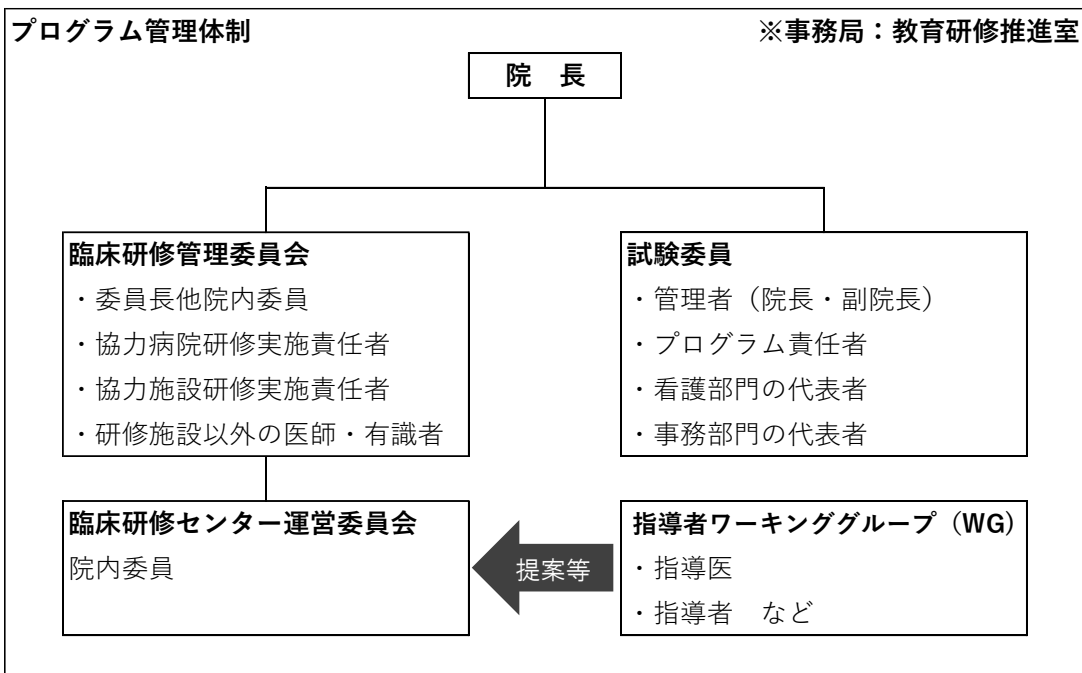 プログラム管理体制
※事務局：教育研修推進室
院　長
臨床研修管理委員会
・委員長他院内委員
・協力病院研修実施責任者
・協力施設研修実施責任者
・研修施設以外の医師・有識者
試験委員
・管理者（院長・副院長）
・プログラム責任者
・看護部門の代表者
・事務部門の代表者
臨床研修センター運営委員会
院内委員
提案等
指導者ワーキンググループ（WG）
・指導医
・指導者　など